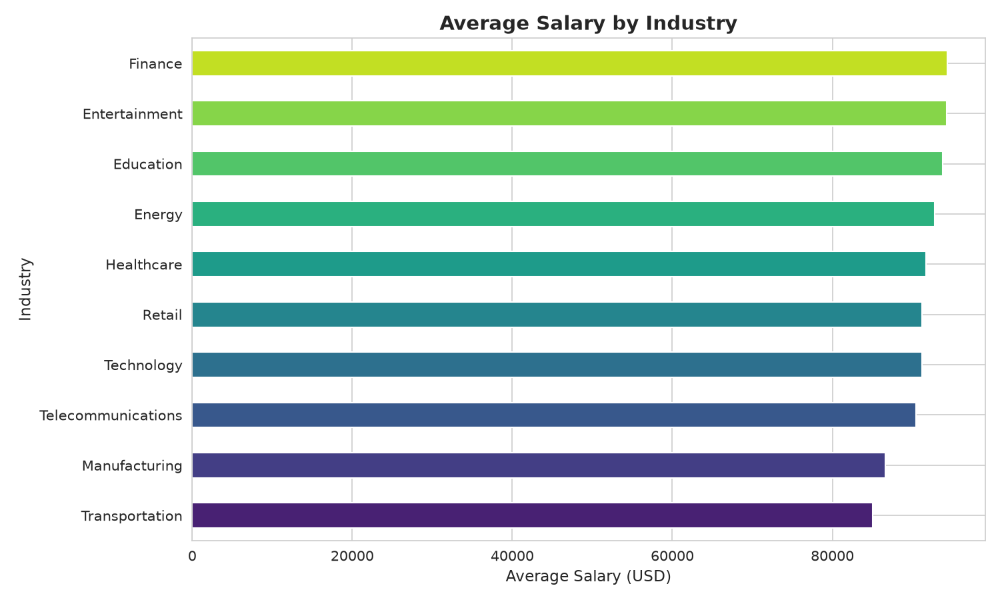 Average Salary by Industry
Finance
Entertainment
Education
Energy
Healthcare
Retail
Technology
Telecommunications
Manufacturing
Transportation
Industry
0 20000 40000 60000 80000
Average Salary (USD)